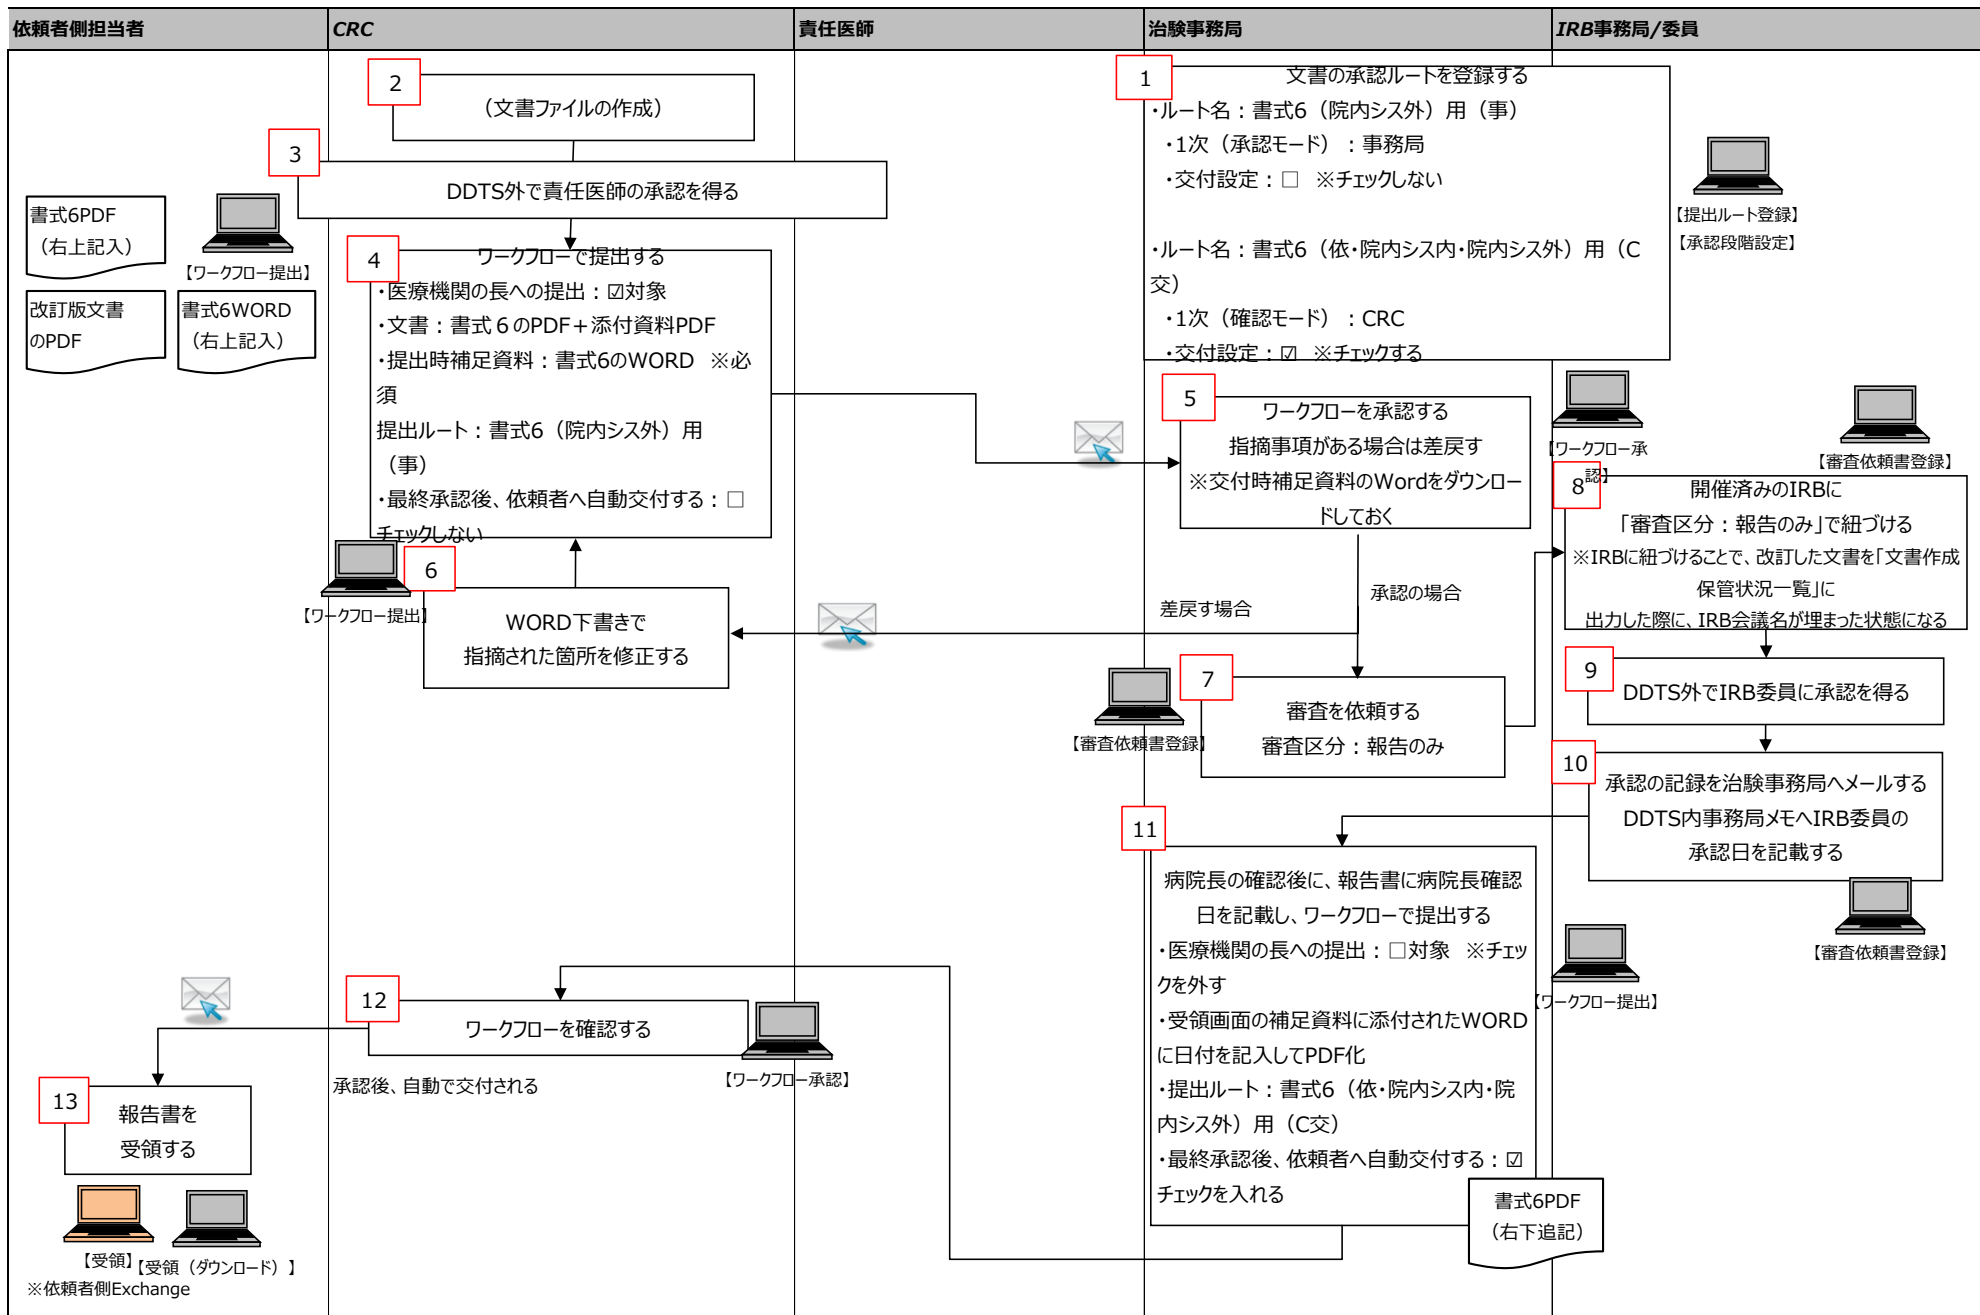 依頼者側担当者
CRC
責任医師
治験事務局
IRB事務局/委員
1
文書の承認ルートを登録する
・ルート名：書式6（院内シス外）用（事）
・1次（承認モード）：事務局
・交付設定：□　※チェックしない
・ルート名：書式6（依・院内シス内・院内シス外）用（C
交）
・1次（確認モード）：CRC
・交付設定：☑　※チェックする
【提出ルート登録】
【承認段階設定】
2
（文書ファイルの作成）
3
DDTS外で責任医師の承認を得る
書式6PDF
（右上記入）
【ワークフロー提出】
改訂版文書
のPDF
書式6WORD
（右上記入）
4
ワークフローで提出する
・医療機関の長への提出：☑対象
・文書：書式６のPDF＋添付資料PDF
・提出時補足資料：書式6のWORD　※必
須
提出ルート：書式6（院内シス外）用
（事）
・最終承認後、依頼者へ自動交付する：□
チェックしない
5
ワークフローを承認する
指摘事項がある場合は差戻す
※交付時補足資料のWordをダウンロー
ドしておく
【ワークフロー承
認】
【審査依頼書登録】
6
WORD下書きで
指摘された箇所を修正する
【ワークフロー提出】
差戻す場合
承認の場合
7
審査を依頼する
審査区分：報告のみ
【審査依頼書登録】
8
開催済みのIRBに
「審査区分：報告のみ」で紐づける
※IRBに紐づけることで、改訂した文書を「文書作成
保管状況一覧」に
出力した際に、IRB会議名が埋まった状態になる
9
DDTS外でIRB委員に承認を得る
10
承認の記録を治験事務局へメールする
DDTS内事務局メモへIRB委員の
承認日を記載する
【審査依頼書登録】
11
病院長の確認後に、報告書に病院長確認
日を記載し、ワークフローで提出する
・医療機関の長への提出：□対象　※チェッ
クを外す
・受領画面の補足資料に添付されたWORD
に日付を記入してPDF化
・提出ルート：書式6（依・院内シス内・院
内シス外）用（C交）
・最終承認後、依頼者へ自動交付する：☑
チェックを入れる
【ワークフロー提出】
書式6PDF
（右下追記）
12
ワークフローを確認する
【ワークフロー承認】
承認後、自動で交付される
13
報告書を
受領する
【受領】
【受領（ダウンロード）】
※依頼者側Exchange